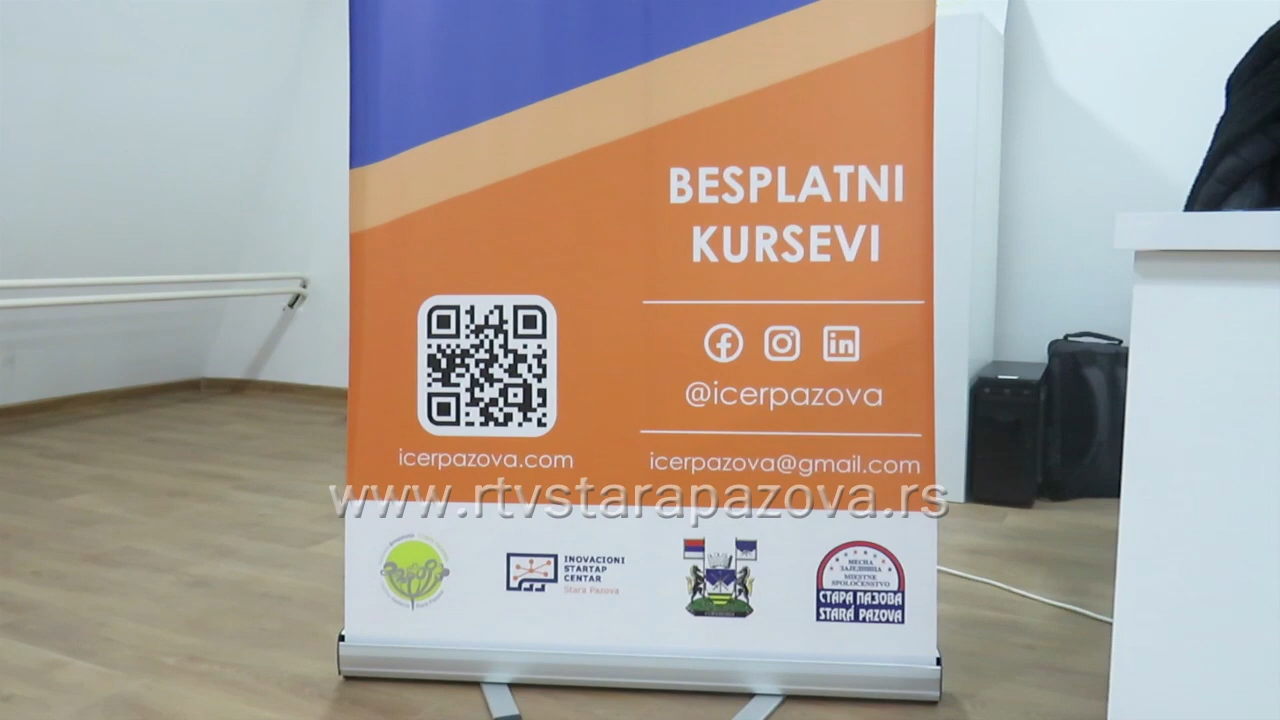 BESPLATNI
KURSEVI
@icerpazova
icerpazova.com
icerpazova@gmail.com
www.rtvstarapazova.rs
INOVACIONI
STARTAP
CENTAR
Stara Pazova
МЕСНА
ЗАЈЕДНИЦА
MIESTNE
SPOLOČENSTVO
СТАРА ПАЗОВА
STARÁ PAZOVA